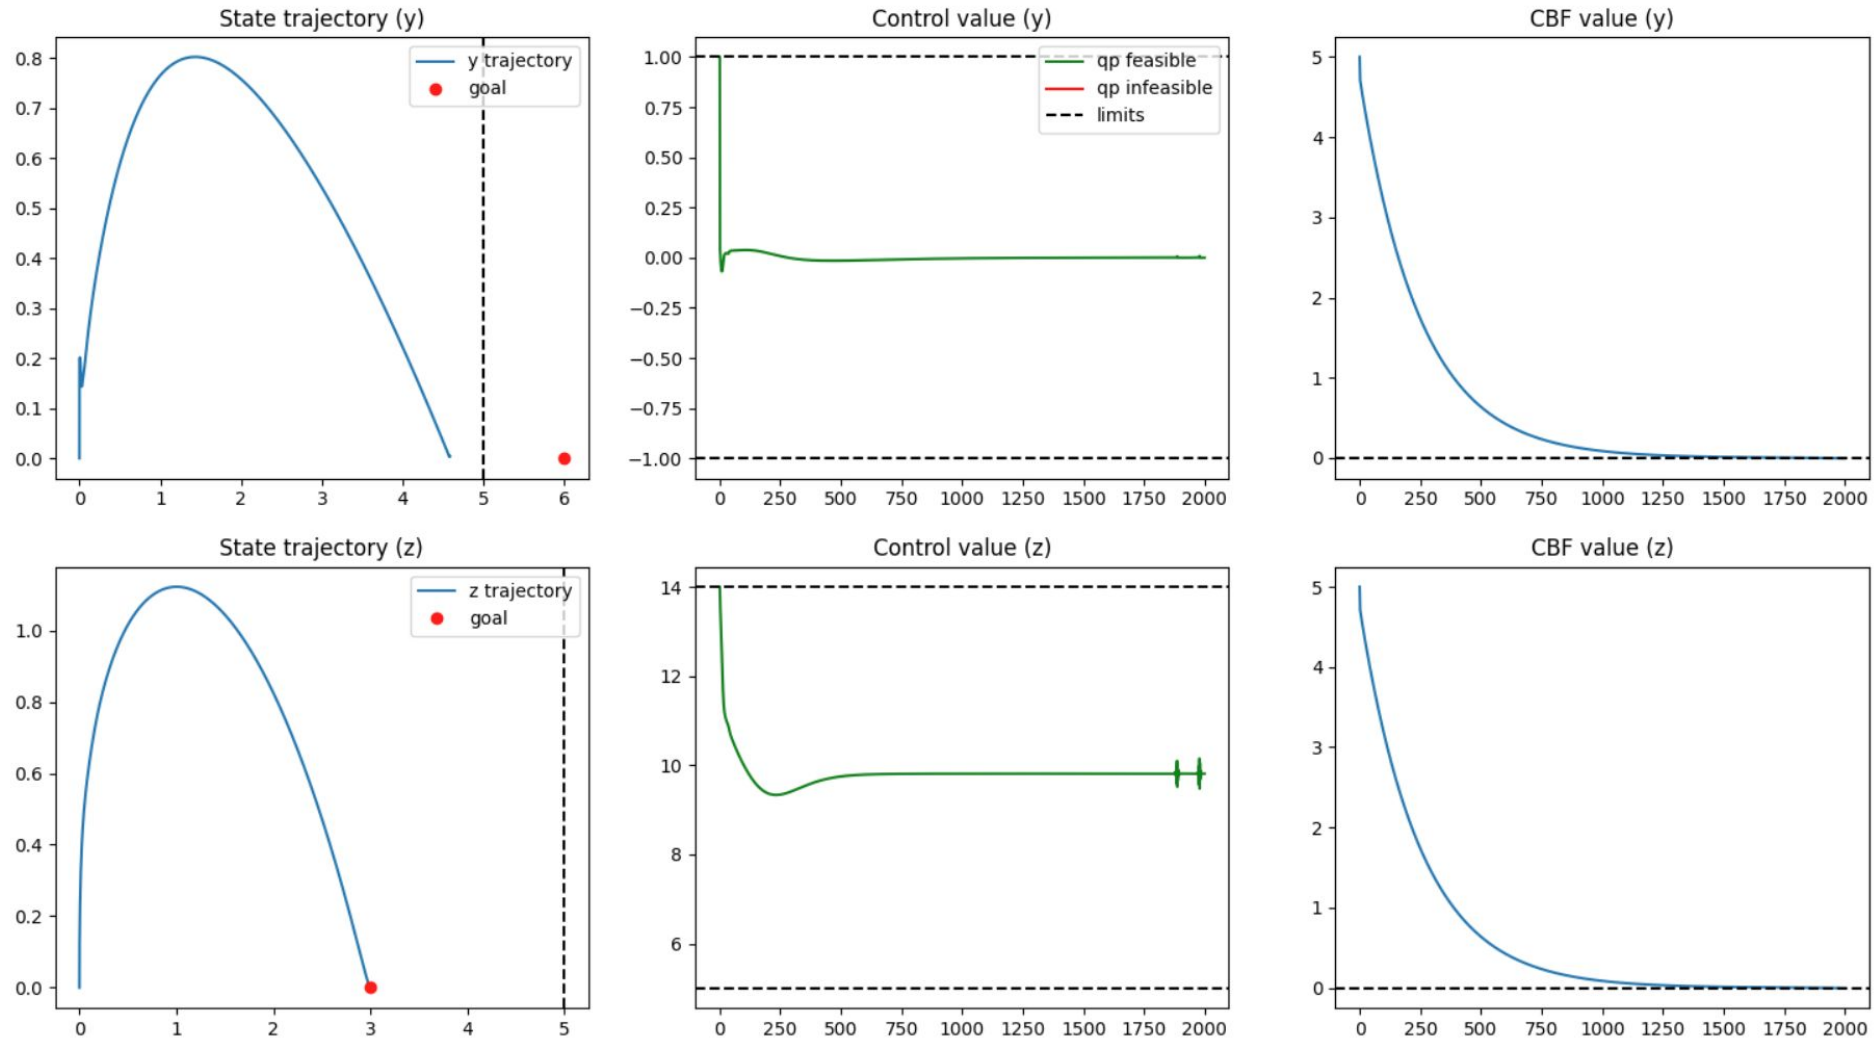 State trajectory (y)
y trajectory
goal
0.8
0.7
0.6
0.5
0.4
0.3
0.2
0.1
0.0
0 1 2 3 4 5 6
Control value (y)
qp feasible
qp infeasible
limits
1.00
0.75
0.50
0.25
0.00
−0.25
−0.50
−0.75
−1.00
0 250 500 750 1000 1250 1500 1750 2000
CBF value (y)
5
4
3
2
1
0
0 250 500 750 1000 1250 1500 1750 2000
State trajectory (z)
z trajectory
goal
1.0
0.8
0.6
0.4
0.2
0.0
0 1 2 3 4 5
Control value (z)
14
12
10
8
6
0 250 500 750 1000 1250 1500 1750 2000
CBF value (z)
5
4
3
2
1
0
0 250 500 750 1000 1250 1500 1750 2000